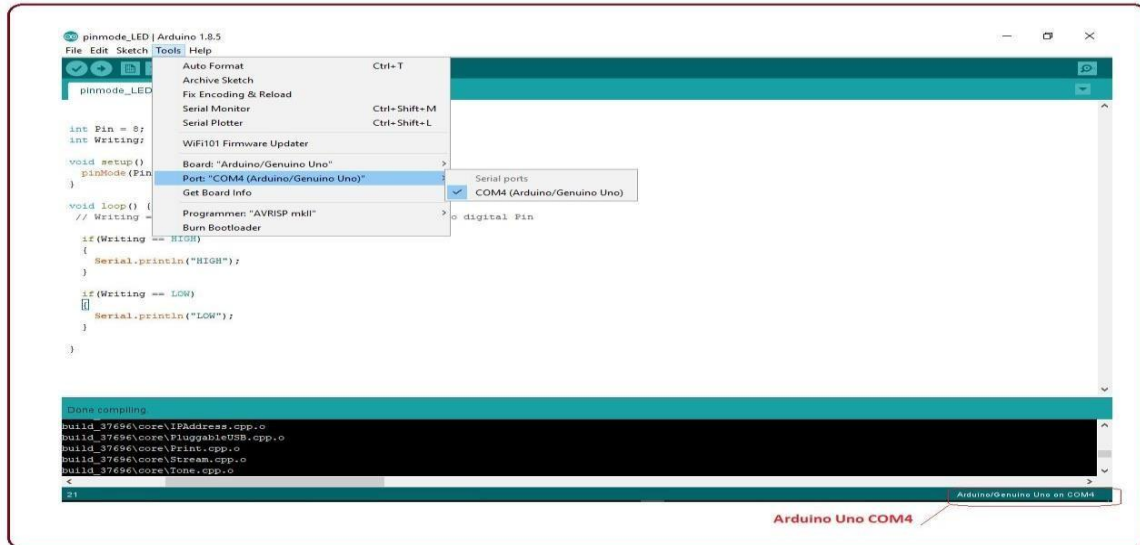 pinmode_LED | Arduino 1.8.5
File Edit Sketch Tools Help
pinmode_LED
Auto Format Ctrl+T
Archive Sketch
Fix Encoding & Reload
Serial Monitor Ctrl+Shift+M
Serial Plotter Ctrl+Shift+L
WiFi101 Firmware Updater
Board: "Arduino/Genuino Uno"
Port: "COM4 (Arduino/Genuino Uno)"
Get Board Info
Programmer: "AVRISP mkII"
Burn Bootloader
Serial ports
COM4 (Arduino/Genuino Uno)
int Pin = 8;
int Writing;
void setup()
pinMode(Pin
}
void loop() {
// Writing = o digital Pin
if(Writing == HIGH)
{
Serial.println("HIGH");
}
if(Writing == LOW)
{
Serial.println("LOW");
}
}
Done compiling.
build_37696\core\IPAddress.cpp.o
build_37696\core\PluggableUSB.cpp.o
build_37696\core\Print.cpp.o
build_37696\core\Stream.cpp.o
build_37696\core\Tone.cpp.o
21 Arduino/Genuino Uno on COM4
Arduino Uno COM4